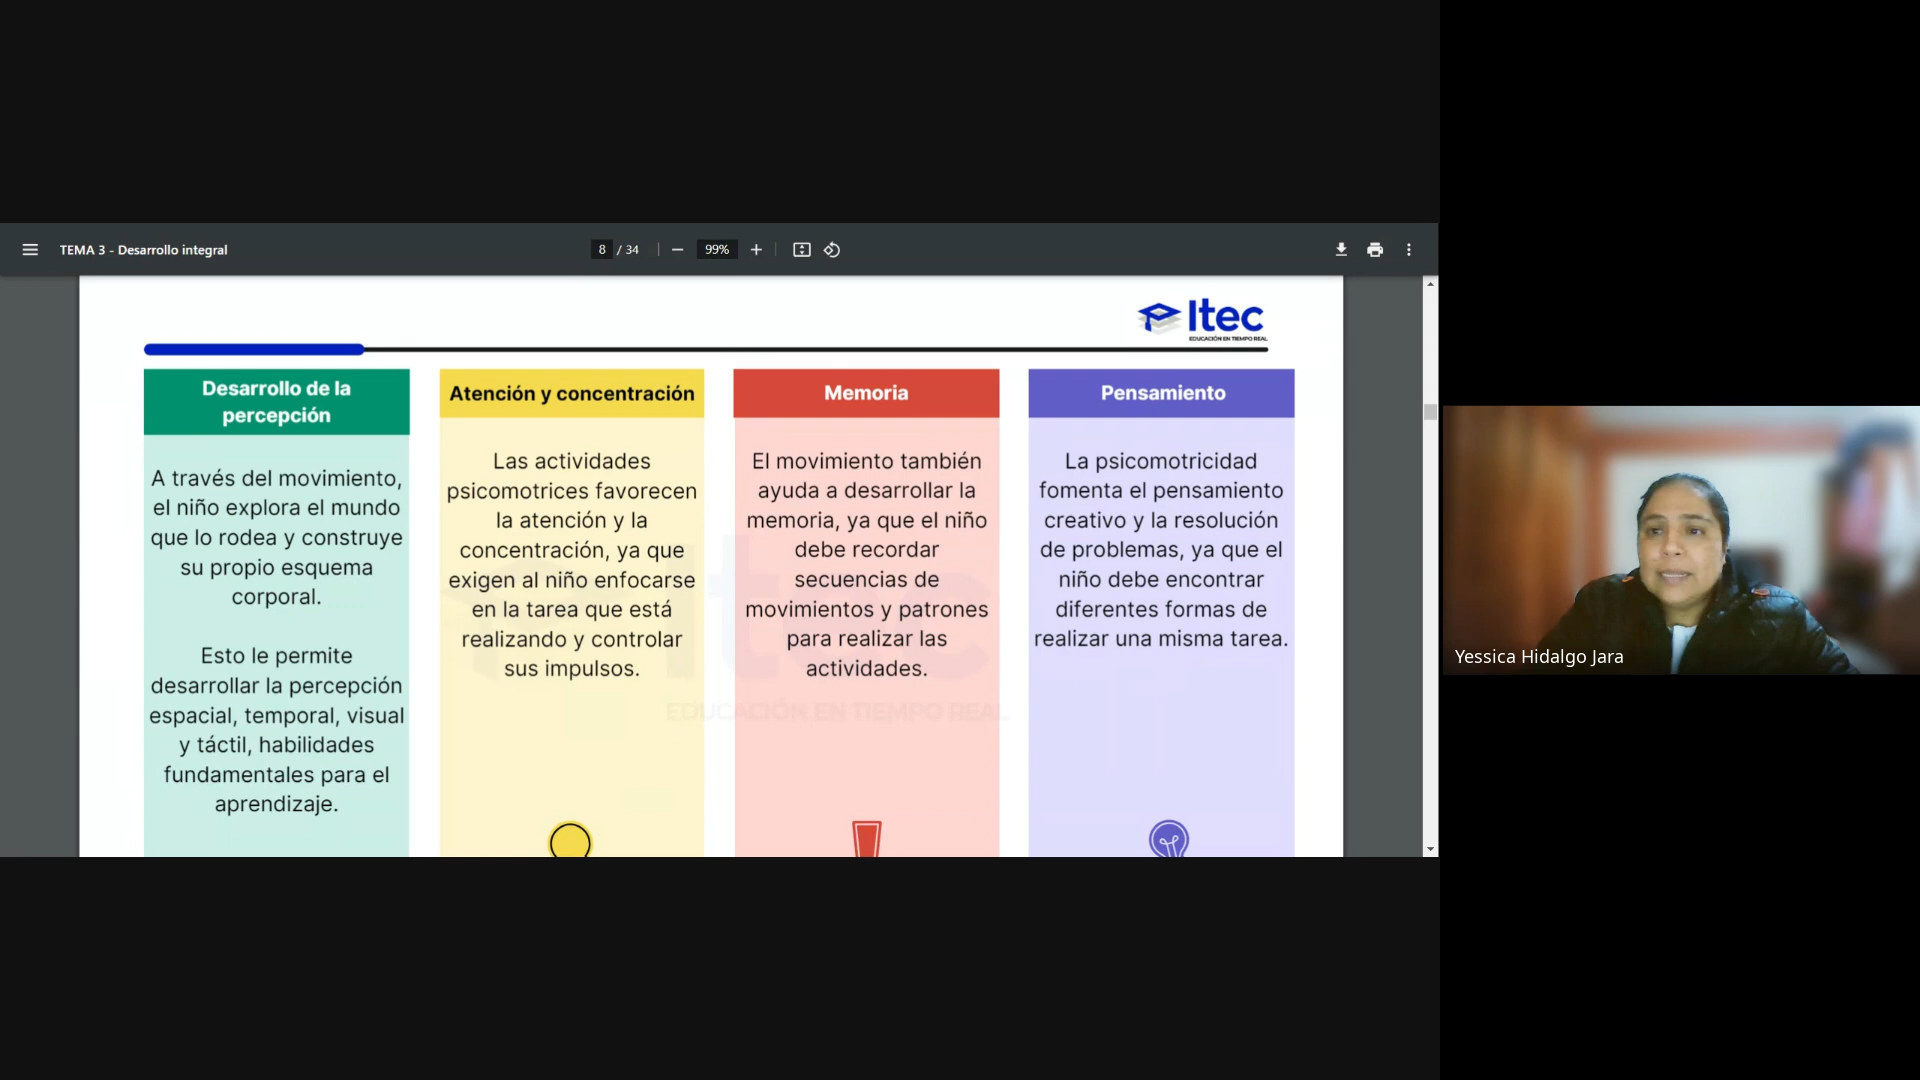 TEMA 3 - Desarrollo integral
8 / 34
99%
Itec
EDUCACIÓN EN TIEMPO REAL
Desarrollo de la
percepción
A través del movimiento,
el niño explora el mundo
que lo rodea y construye
su propio esquema
corporal.
Esto le permite
desarrollar la percepción
espacial, temporal, visual
y táctil, habilidades
fundamentales para el
aprendizaje.
Atención y concentración
Las actividades
psicomotrices favorecen
la atención y la
concentración, ya que
exigen al niño enfocarse
en la tarea que está
realizando y controlar
sus impulsos.
Memoria
El movimiento también
ayuda a desarrollar la
memoria, ya que el niño
debe recordar
secuencias de
movimientos y patrones
para realizar las
actividades.
Pensamiento
La psicomotricidad
fomenta el pensamiento
creativo y la resolución
de problemas, ya que el
niño debe encontrar
diferentes formas de
realizar una misma tarea.
Itec
EDUCACIÓN EN TIEMPO REAL
Yessica Hidalgo Jara